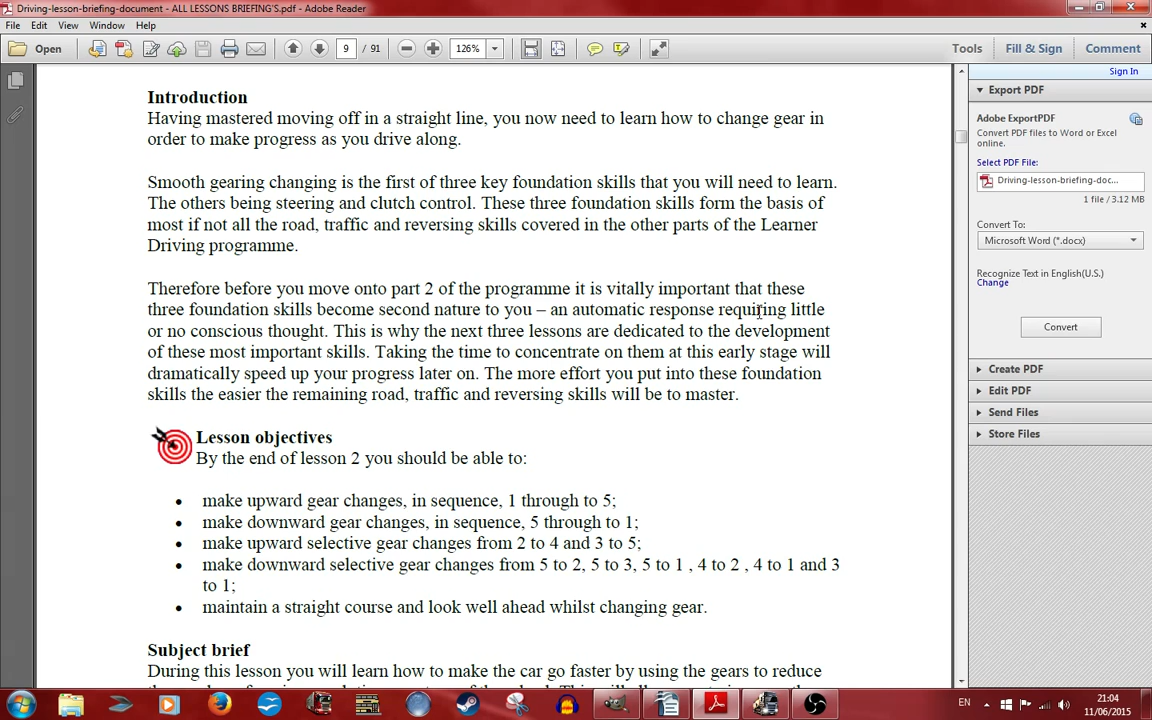 Driving-lesson-briefing-document - ALL LESSONS BRIEFING'S.pdf - Adobe Reader
File Edit View Window Help
Open 9 / 91 126% Tools Fill & Sign Comment
Sign In
Export PDF
Adobe ExportPDF
Convert PDF files to Word or Excel
online.
Select PDF File:
Driving-lesson-briefing-doc...
1 file / 3.12 MB
Convert To:
Microsoft Word (*.docx)
Recognize Text in English(U.S.)
Change
Convert
Create PDF
Edit PDF
Send Files
Store Files
Introduction
Having mastered moving off in a straight line, you now need to learn how to change gear in
order to make progress as you drive along.
Smooth gearing changing is the first of three key foundation skills that you will need to learn.
The others being steering and clutch control. These three foundation skills form the basis of
most if not all the road, traffic and reversing skills covered in the other parts of the Learner
Driving programme.
Therefore before you move onto part 2 of the programme it is vitally important that these
three foundation skills become second nature to you – an automatic response requiring little
or no conscious thought. This is why the next three lessons are dedicated to the development
of these most important skills. Taking the time to concentrate on them at this early stage will
dramatically speed up your progress later on. The more effort you put into these foundation
skills the easier the remaining road, traffic and reversing skills will be to master.
Lesson objectives
By the end of lesson 2 you should be able to:
• make upward gear changes, in sequence, 1 through to 5;
• make downward gear changes, in sequence, 5 through to 1;
• make upward selective gear changes from 2 to 4 and 3 to 5;
• make downward selective gear changes from 5 to 2, 5 to 3, 5 to 1 , 4 to 2 , 4 to 1 and 3
to 1;
• maintain a straight course and look well ahead whilst changing gear.
Subject brief
During this lesson you will learn how to make the car go faster by using the gears to reduce
EN 21:04
11/06/2015